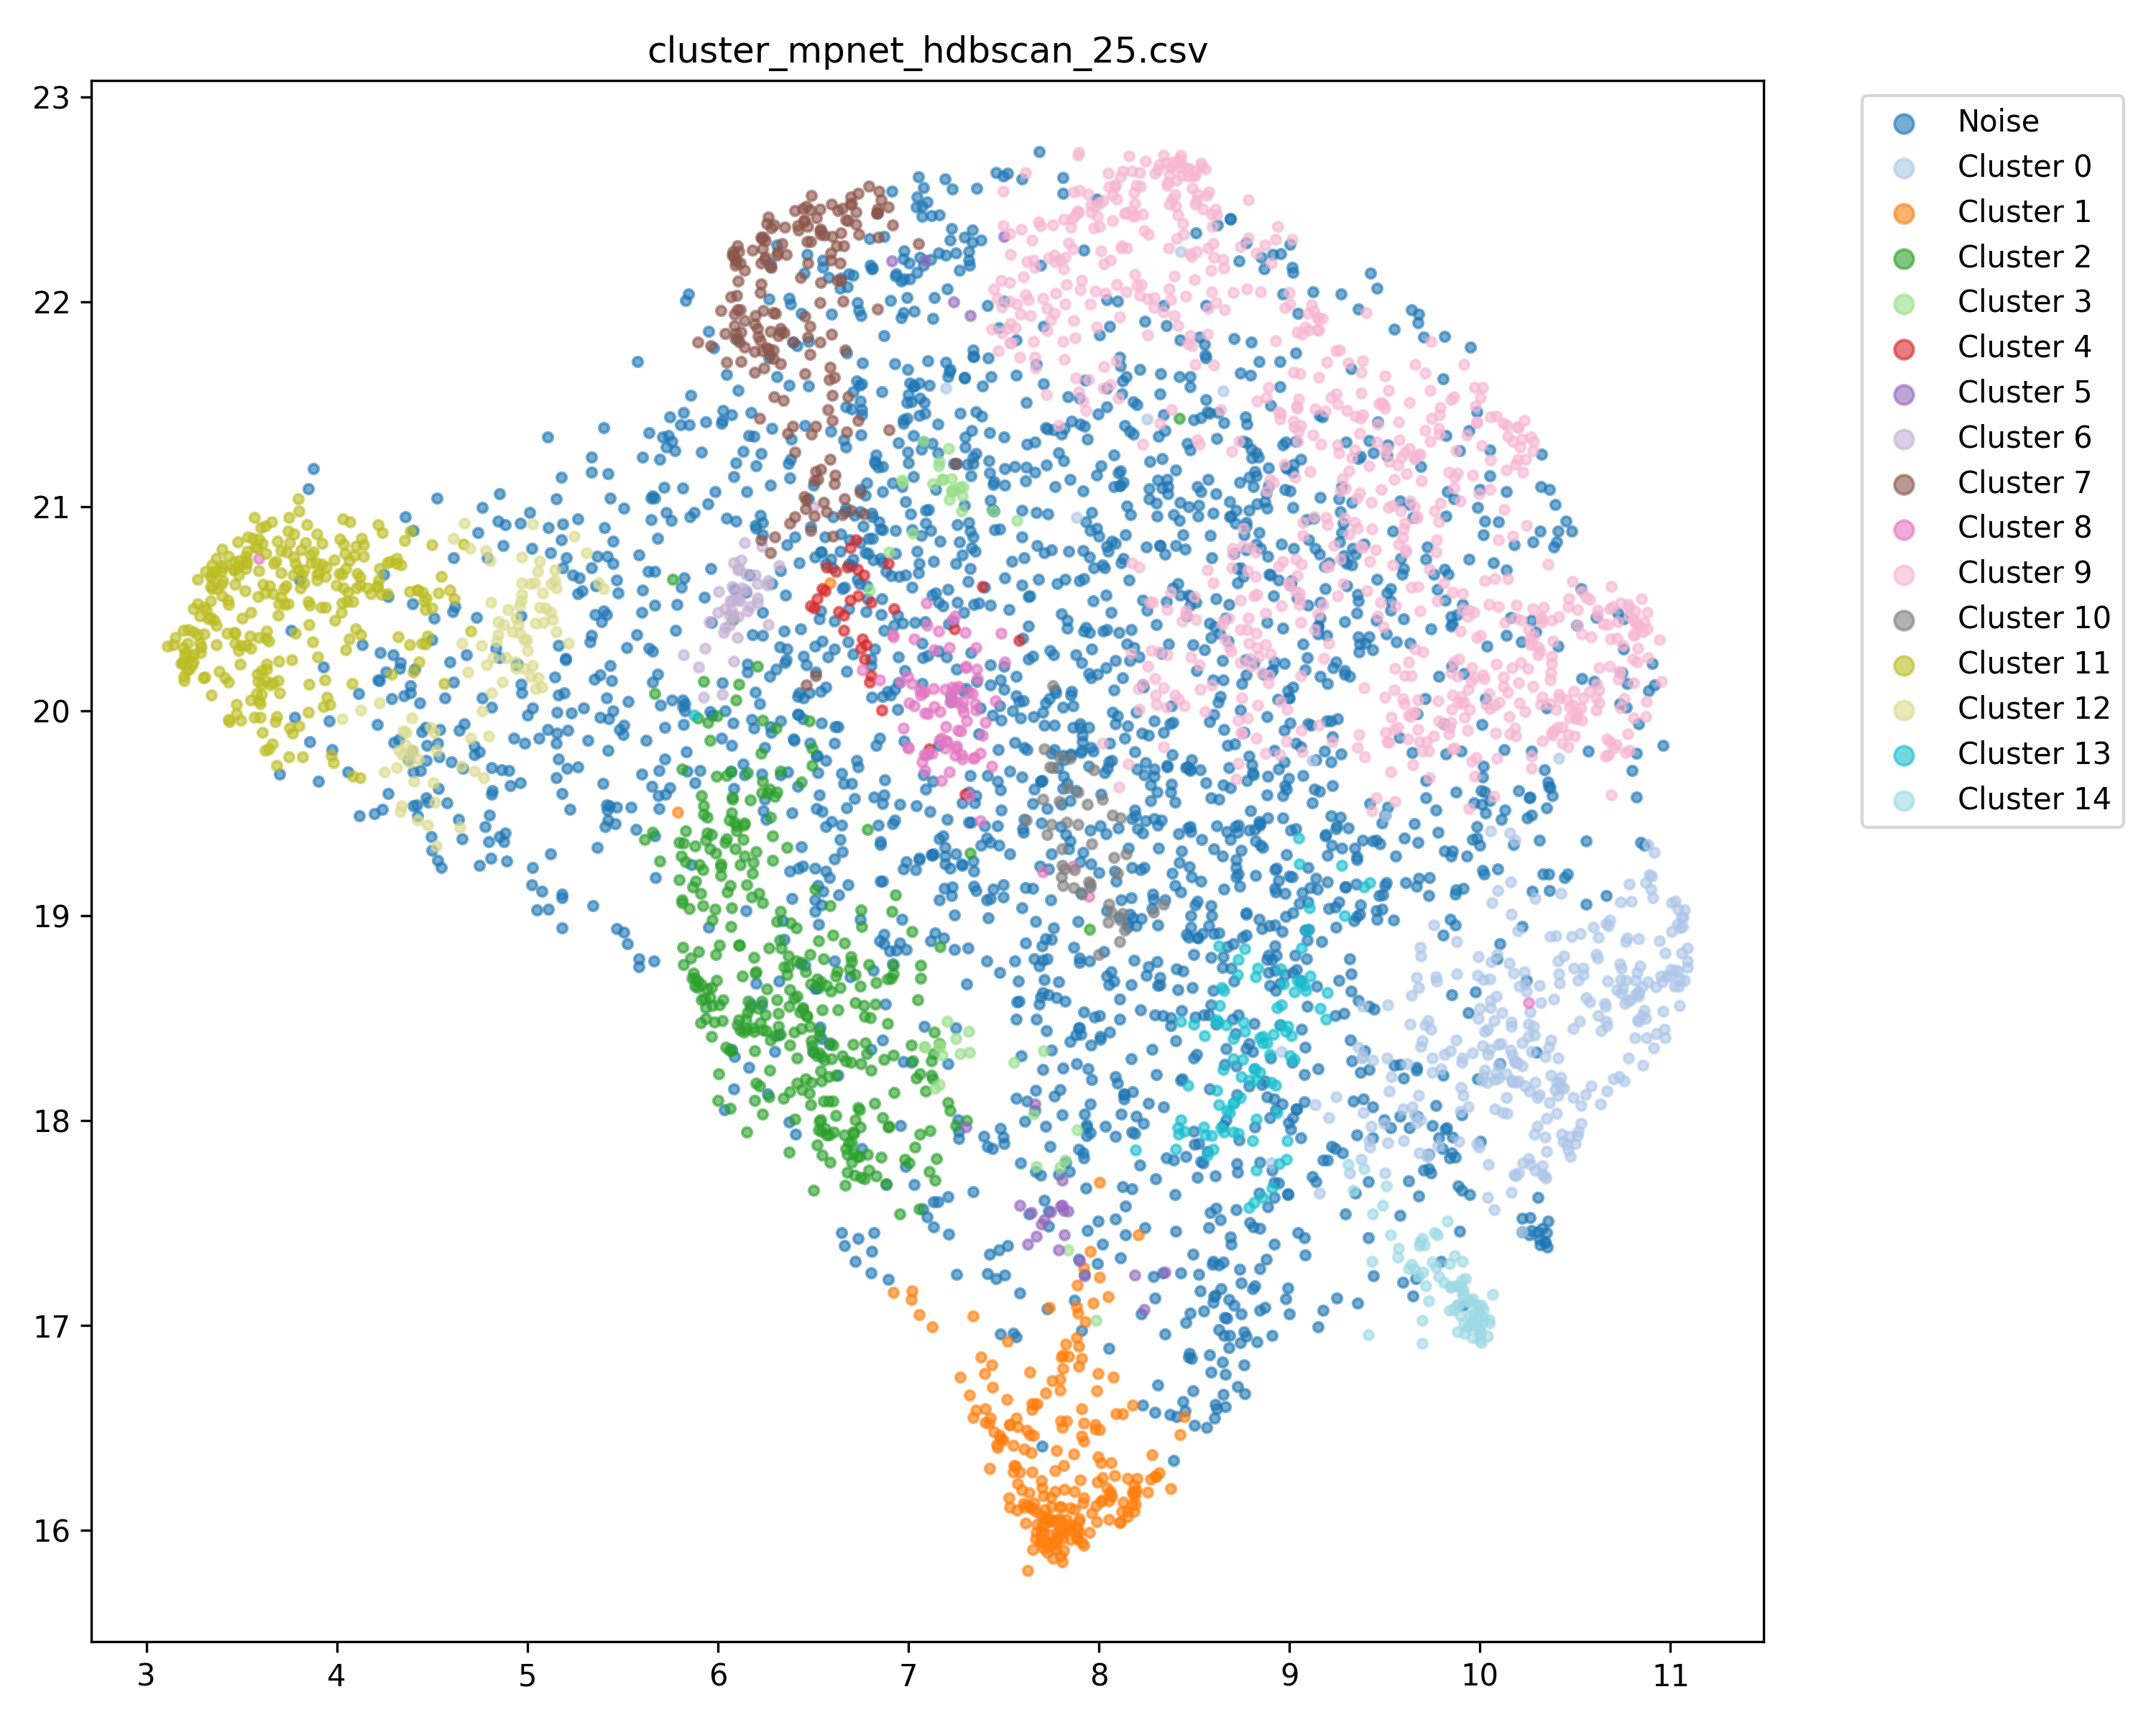 cluster_mpnet_hdbscan_25.csv
23
22
21
20
19
18
17
16
3 4 5 6 7 8 9 10 11
Noise
Cluster 0
Cluster 1
Cluster 2
Cluster 3
Cluster 4
Cluster 5
Cluster 6
Cluster 7
Cluster 8
Cluster 9
Cluster 10
Cluster 11
Cluster 12
Cluster 13
Cluster 14